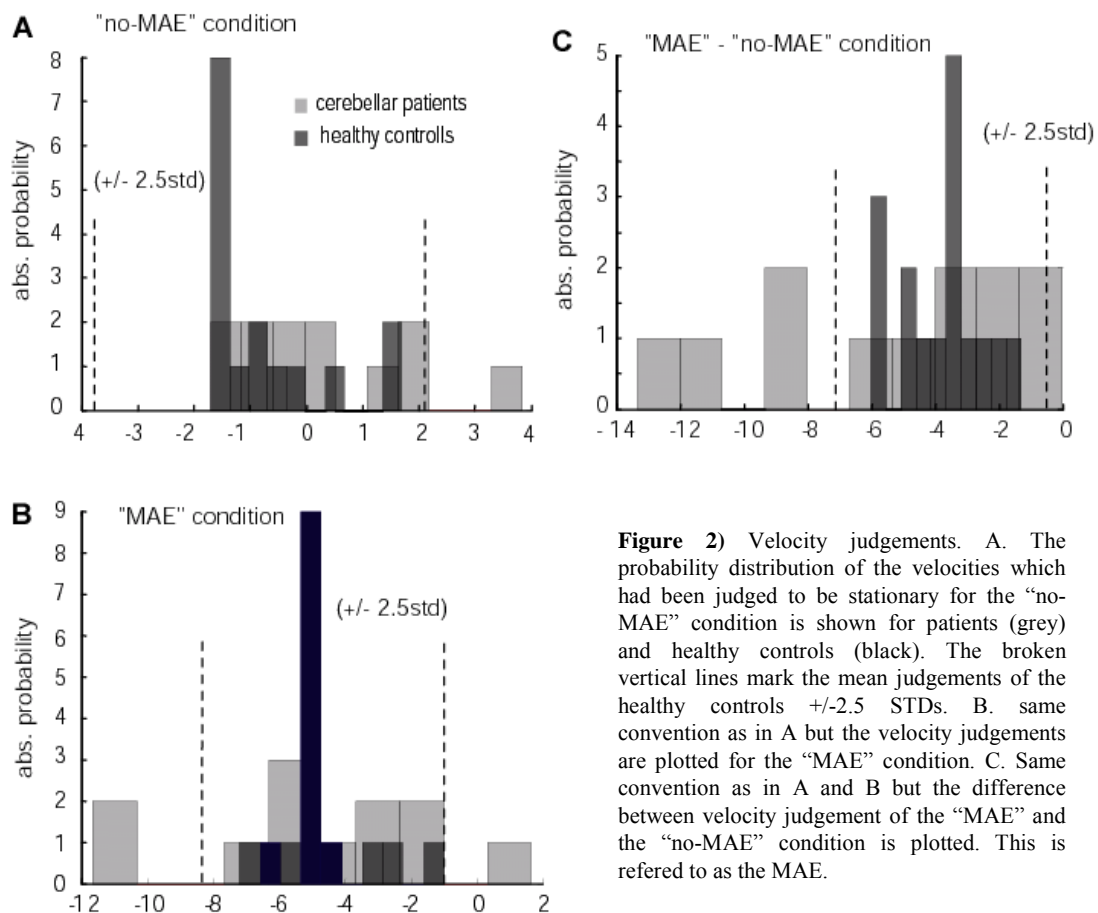 A
"no-MAE" condition
8
7
6
5
4
3
2
1
0
abs. probability
cerebellar patients
healthy controlls
(+/- 2.5std)
4 -3 -2 -1 0 1 2 3 4
C
"MAE" - "no-MAE" condition
5
4
3
2
1
0
abs. probability
(+/- 2.5std)
- 14 -12 -10 -8 -6 -4 -2 0
B
"MAE" condition
9
8
7
6
5
4
3
2
1
0
abs. probability
(+/- 2.5std)
-12 -10 -8 -6 -4 -2 0 2
Figure 2) Velocity judgements. A. The
probability distribution of the velocities which
had been judged to be stationary for the “no-
MAE” condition is shown for patients (grey)
and healthy controls (black). The broken
vertical lines mark the mean judgements of the
healthy controls +/-2.5 STDs. B. same
convention as in A but the velocity judgements
are plotted for the “MAE” condition. C. Same
convention as in A and B but the difference
between velocity judgement of the “MAE” and
the “no-MAE” condition is plotted. This is
refered to as the MAE.